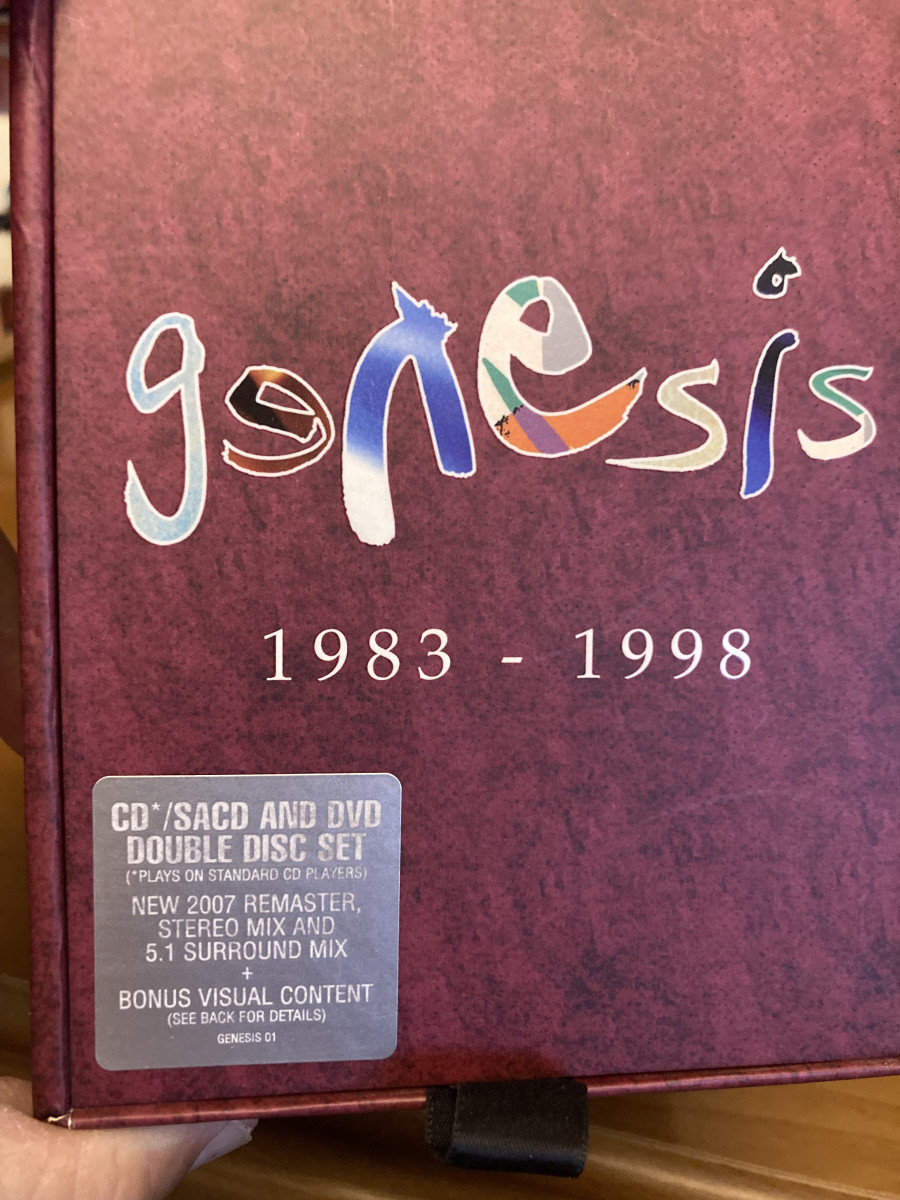 genesis
1983 - 1998
CD*/SACD AND DVD
DOUBLE DISC SET
(*PLAYS ON STANDARD CD PLAYERS)
NEW 2007 REMASTER,
STEREO MIX AND
5.1 SURROUND MIX
+
BONUS VISUAL CONTENT
(SEE BACK FOR DETAILS)
GENESIS 01